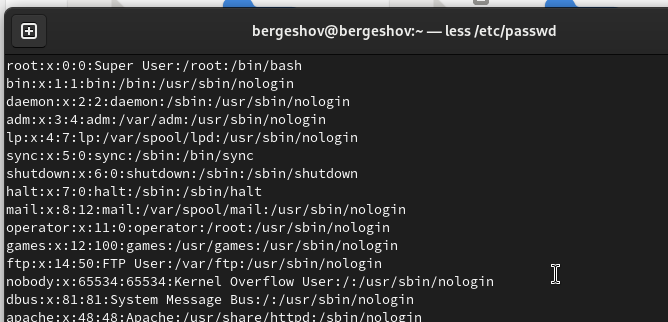 bergeshov@bergeshov:~ — less /etc/passwd
root:x:0:0:Super User:/root:/bin/bash
bin:x:1:1:bin:/bin:/usr/sbin/nologin
daemon:x:2:2:daemon:/sbin:/usr/sbin/nologin
adm:x:3:4:adm:/var/adm:/usr/sbin/nologin
lp:x:4:7:lp:/var/spool/lpd:/usr/sbin/nologin
sync:x:5:0:sync:/sbin:/bin/sync
shutdown:x:6:0:shutdown:/sbin:/sbin/shutdown
halt:x:7:0:halt:/sbin:/sbin/halt
mail:x:8:12:mail:/var/spool/mail:/usr/sbin/nologin
operator:x:11:0:operator:/root:/usr/sbin/nologin
games:x:12:100:games:/usr/games:/usr/sbin/nologin
ftp:x:14:50:FTP User:/var/ftp:/usr/sbin/nologin
nobody:x:65534:65534:Kernel Overflow User:/:/usr/sbin/nologin
dbus:x:81:81:System Message Bus:/:/usr/sbin/nologin
apache:x:48:48:Apache:/usr/share/httpd:/sbin/nologin